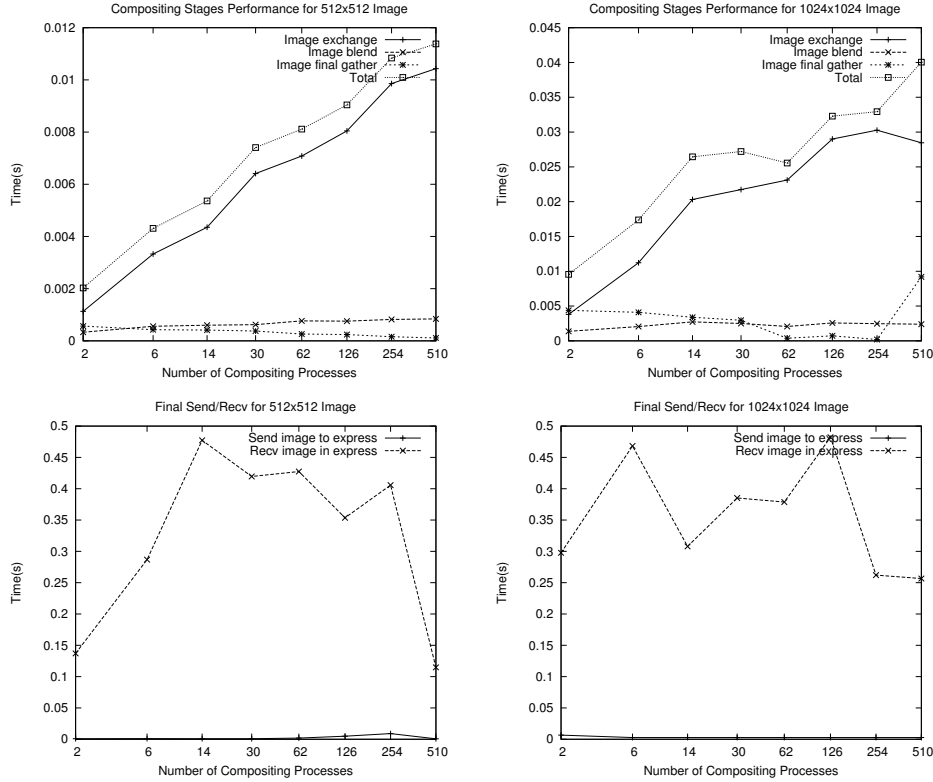 Compositing Stages Performance for 512x512 Image
0.012
0.01
0.008
0.006
0.004
0.002
0
Time(s)
Image exchange
Image blend
Image final gather
Total
2 6 14 30 62 126 254 510
Number of Compositing Processes
Compositing Stages Performance for 1024x1024 Image
0.045
0.04
0.035
0.03
0.025
0.02
0.015
0.01
0.005
0
Time(s)
Image exchange
Image blend
Image final gather
Total
2 6 14 30 62 126 254 510
Number of Compositing Processes
Final Send/Recv for 512x512 Image
0.5
0.45
0.4
0.35
0.3
0.25
0.2
0.15
0.1
0.05
0
Time(s)
Send image to express
Recv image in express
2 6 14 30 62 126 254 510
Number of Compositing Processes
Final Send/Recv for 1024x1024 Image
0.5
0.45
0.4
0.35
0.3
0.25
0.2
0.15
0.1
0.05
0
Time(s)
Send image to express
Recv image in express
2 6 14 30 62 126 254 510
Number of Compositing Processes